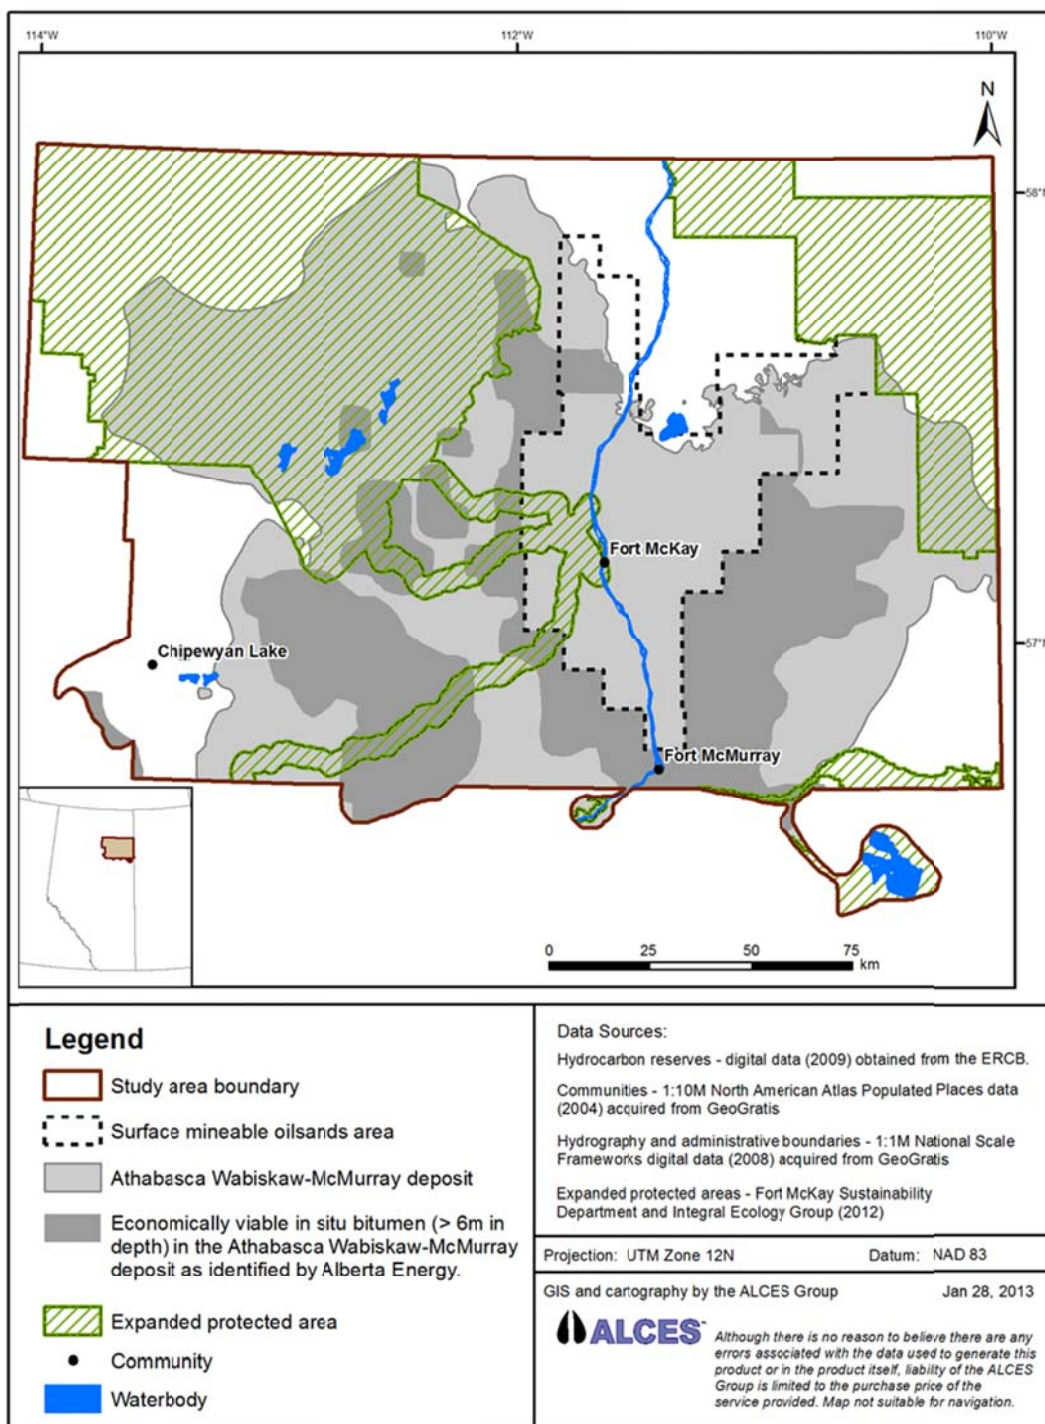 114°W
112°W
110°W
N
58°N
Fort McKay
57°N
Chipewyan Lake
Fort McMurray
0 25 50 75
km
Legend
Study area boundary
Surface mineable oilsands area
Athabasca Wabiskaw-McMurray deposit
Economically viable in situ bitumen (> 6m in
depth) in the Athabasca Wabiskaw-McMurray
deposit as identified by Alberta Energy.
Expanded protected area
Community
Waterbody
Data Sources:
Hydrocarbon reserves - digital data (2009) obtained from the ERCB.
Communities - 1:10M North American Atlas Populated Places data
(2004) acquired from GeoGratis
Hydrography and administrative boundaries - 1:1M National Scale
Frameworks digital data (2008) acquired from GeoGratis
Expanded protected areas - Fort McKay Sustainability
Department and Integral Ecology Group (2012)
Projection: UTM Zone 12N Datum: NAD 83
GIS and cartography by the ALCES Group Jan 28, 2013
ALCES™
Although there is no reason to believe there are any
errors associated with the data used to generate this
product or in the product itself, liability of the ALCES
Group is limited to the purchase price of the
service provided. Map not suitable for navigation.